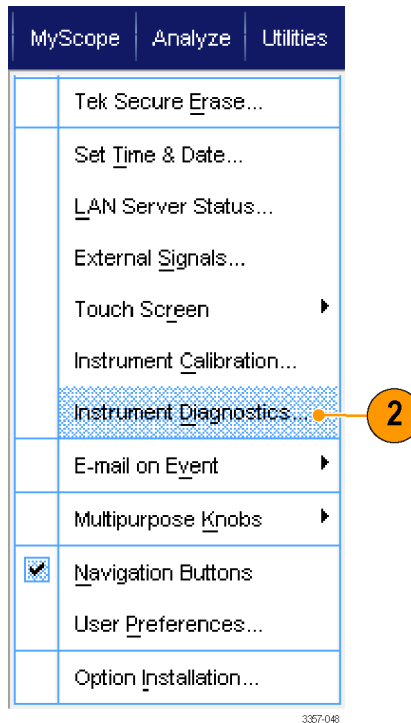 MyScope Analyze Utilities
Tek Secure Erase...
Set Time & Date...
LAN Server Status...
External Signals...
Touch Screen
Instrument Calibration...
Instrument Diagnostics...
2
E-mail on Event
Multipurpose Knobs
Navigation Buttons
User Preferences...
Option Installation...
3357-048